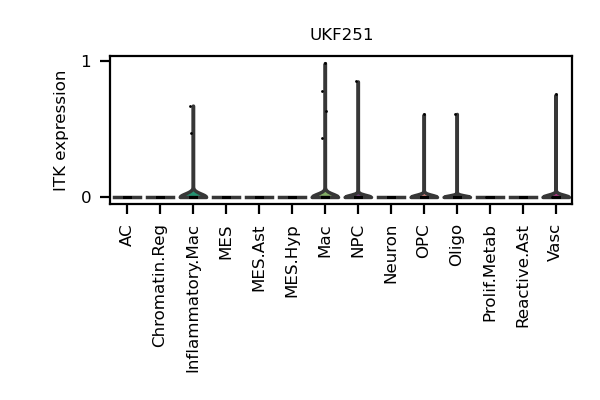 UKF251
ITK expression
1
0
AC
Chromatin.Reg
Inflammatory.Mac
MES
MES.Ast
MES.Hyp
Mac
NPC
Neuron
OPC
Oligo
Prolif.Metab
Reactive.Ast
Vasc